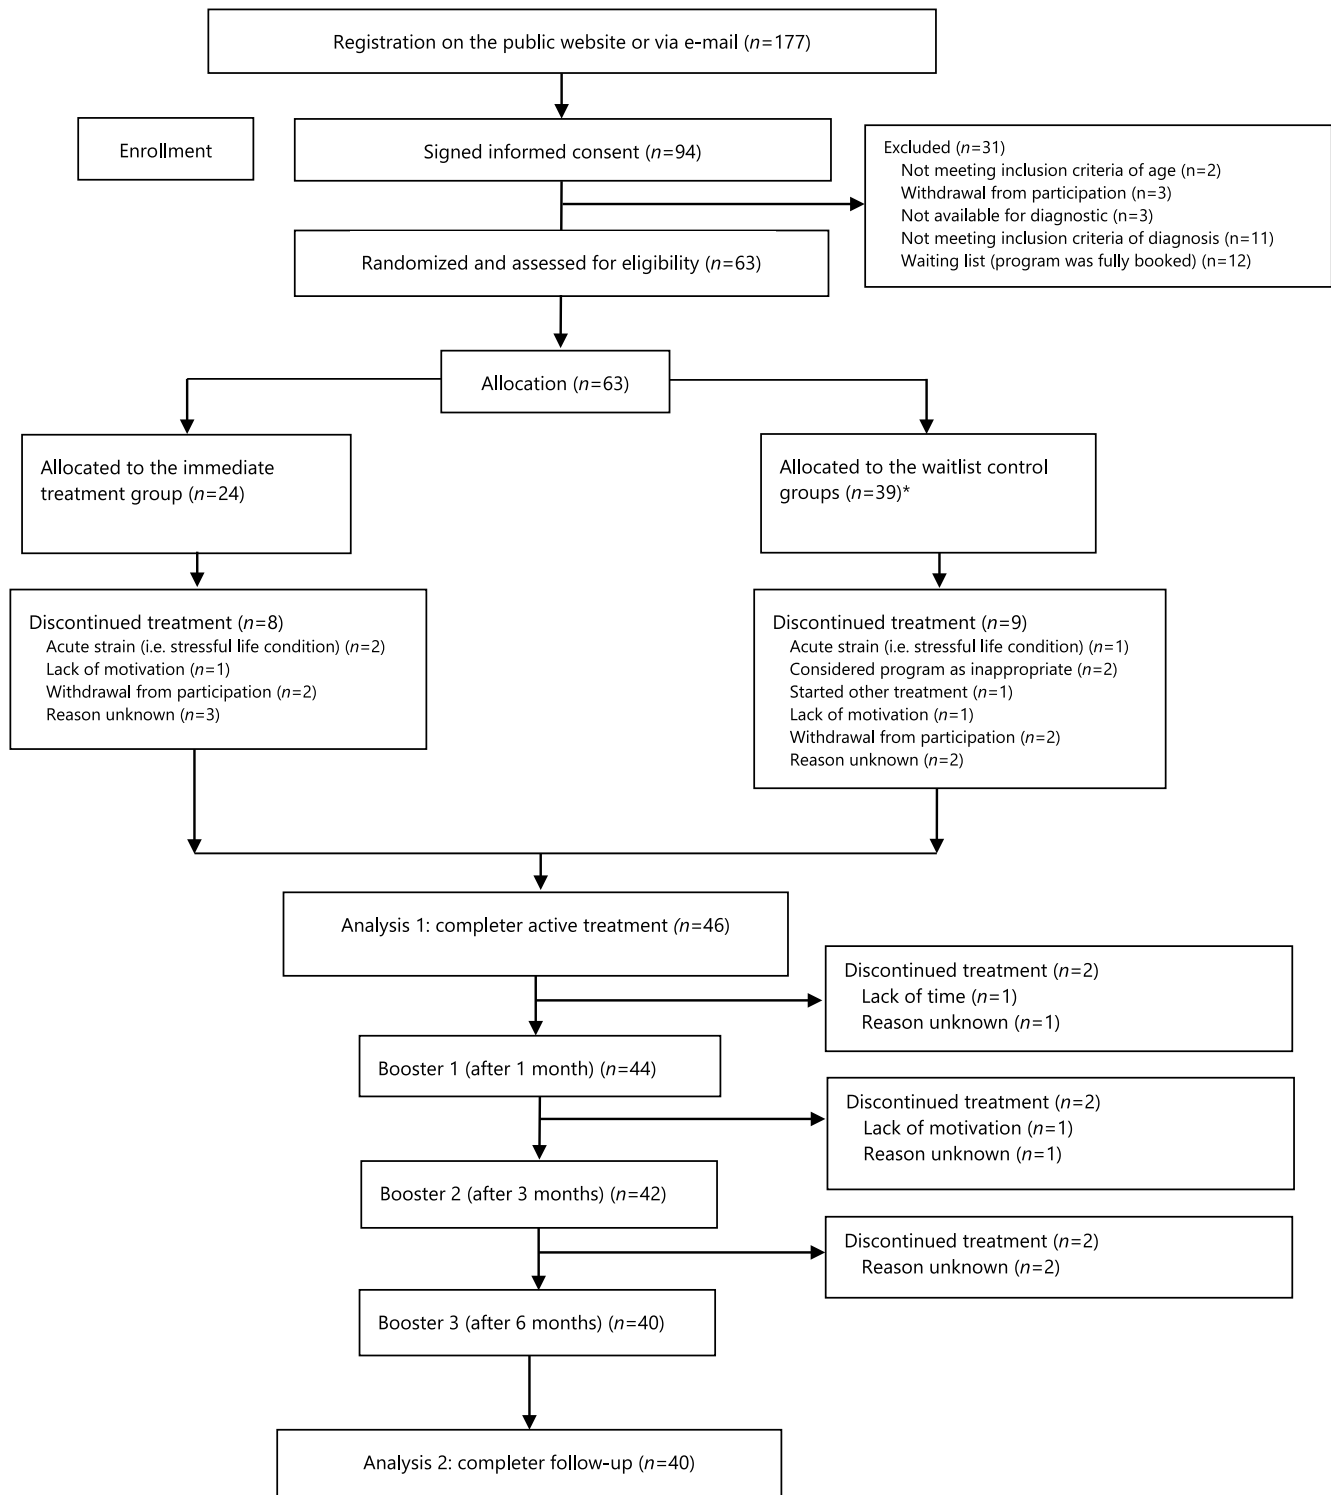 Registration on the public website or via e-mail (n=177)
Enrollment
Signed informed consent (n=94)
Excluded (n=31)
Not meeting inclusion criteria of age (n=2)
Withdrawal from participation (n=3)
Not available for diagnostic (n=3)
Not meeting inclusion criteria of diagnosis (n=11)
Waiting list (program was fully booked) (n=12)
Randomized and assessed for eligibility (n=63)
Allocation (n=63)
Allocated to the immediate
treatment group (n=24)
Allocated to the waitlist control
groups (n=39)*
Discontinued treatment (n=8)
Acute strain (i.e. stressful life condition) (n=2)
Lack of motivation (n=1)
Withdrawal from participation (n=2)
Reason unknown (n=3)
Discontinued treatment (n=9)
Acute strain (i.e. stressful life condition) (n=1)
Considered program as inappropriate (n=2)
Started other treatment (n=1)
Lack of motivation (n=1)
Withdrawal from participation (n=2)
Reason unknown (n=2)
Analysis 1: completer active treatment (n=46)
Discontinued treatment (n=2)
Lack of time (n=1)
Reason unknown (n=1)
Booster 1 (after 1 month) (n=44)
Discontinued treatment (n=2)
Lack of motivation (n=1)
Reason unknown (n=1)
Booster 2 (after 3 months) (n=42)
Discontinued treatment (n=2)
Reason unknown (n=2)
Booster 3 (after 6 months) (n=40)
Analysis 2: completer follow-up (n=40)